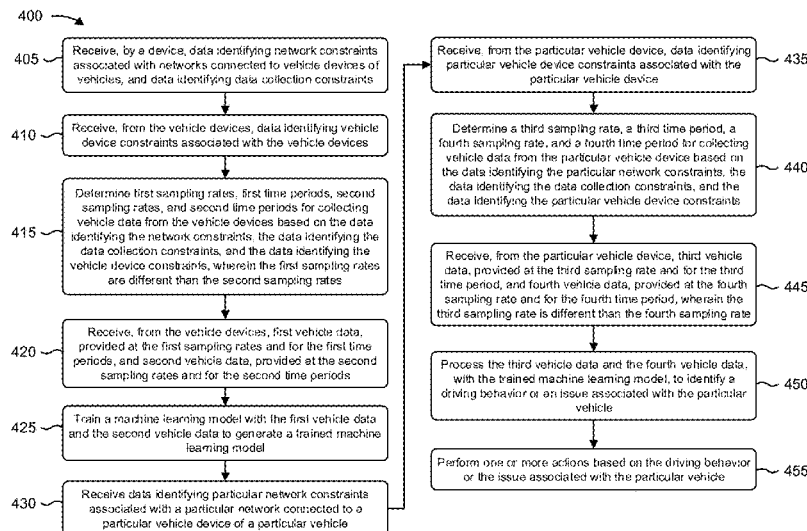 400
405
Receive, by a device, data identifying network constraints
associated with networks connected to vehicle devices of
vehicles, and data identifying data collection constraints
410
Receive, from the vehicle devices, data identifying vehicle
device constraints associated with the vehicle devices
415
Determine first sampling rates, first time periods, second
sampling rates, and second time periods for collecting
vehicle data from the vehicle devices based on the data
identifying the network constraints, the data identifying the
data collection constraints, and the data identifying the
vehicle device constraints, wherein the first sampling rates
are different than the second sampling rates
420
Receive, from the vehicle devices, first vehicle data,
provided at the first sampling rates and for the first time
periods, and second vehicle data, provided at the second
sampling rates and for the second time periods
425
Train a machine learning model with the first vehicle data
and the second vehicle data to generate a trained machine
learning model
430
Receive data identifying particular network constraints
associated with a particular network connected to a
particular vehicle device of a particular vehicle
Receive, from the particular vehicle device, data identifying
particular vehicle device constraints associated with the
particular vehicle device
435
Determine a third sampling rate, a third time period, a
fourth sampling rate, and a fourth time period for collecting
vehicle data from the particular vehicle device based on
the data identifying the particular network constraints, the
data identifying the data collection constraints, and the
data identifying the particular vehicle device constraints
440
Receive, from the particular vehicle device, third vehicle
data, provided at the third sampling rate and for the third
time period, and fourth vehicle data, provided at the fourth
sampling rate and for the fourth time period, wherein the
third sampling rate is different than the fourth sampling rate
445
Process the third vehicle data and the fourth vehicle data,
with the trained machine learning model, to identify a
driving behavior or an issue associated with the particular
vehicle
450
Perform one or more actions based on the driving behavior
or the issue associated with the particular vehicle
455